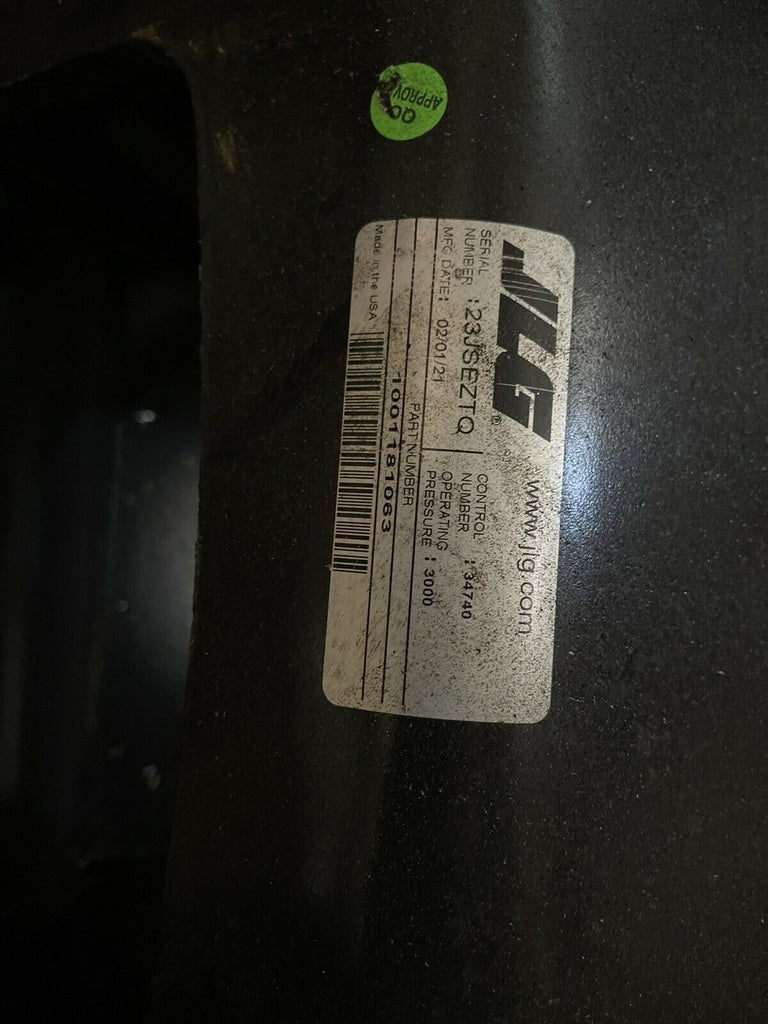 QC
APPROV
JLG®
www.jlg.com
SERIAL
NUMBER : 23JSEZTQ
CONTROL
NUMBER : 34740
MFG DATE: 02/01/21
OPERATING
PRESSURE : 3000
PART NUMBER
1001181063
Made in the USA